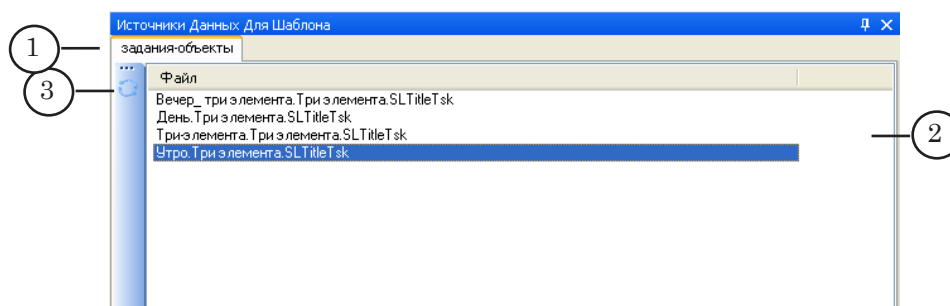 Источники Данных Для Шаблона
1
задания-объекты
3
Файл
Вечер_ три элемента.Три элемента.SLTitleTsk
День.Три элемента.SLTitleTsk
Три-элемента.Три элемента.SLTitleTsk
2
Утро.Три элемента.SLTitleTsk